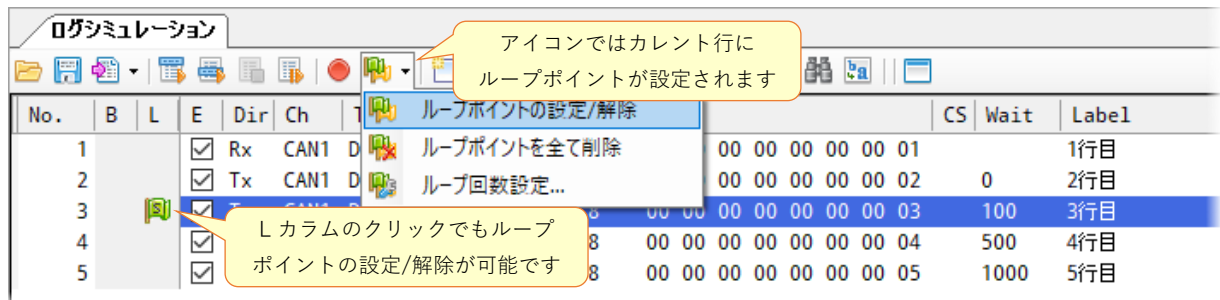 ログシミュレーション
アイコンではカレント行に
ループポイントが設定されます
No. B L E Dir Ch CS Wait Label
ループポイントの設定/解除
1 Rx CAN1 D 00 00 00 00 00 01 1行目
ループポイントを全て削除
2 Tx CAN1 D 00 00 00 00 00 02 0 2行目
ループ回数設定...
3 S 8 00 00 00 00 00 00 00 03 100 3行目
L カラムのクリックでもループ
ポイントの設定/解除が可能です
4 8 00 00 00 00 00 00 00 04 500 4行目
5 8 00 00 00 00 00 00 00 05 1000 5行目